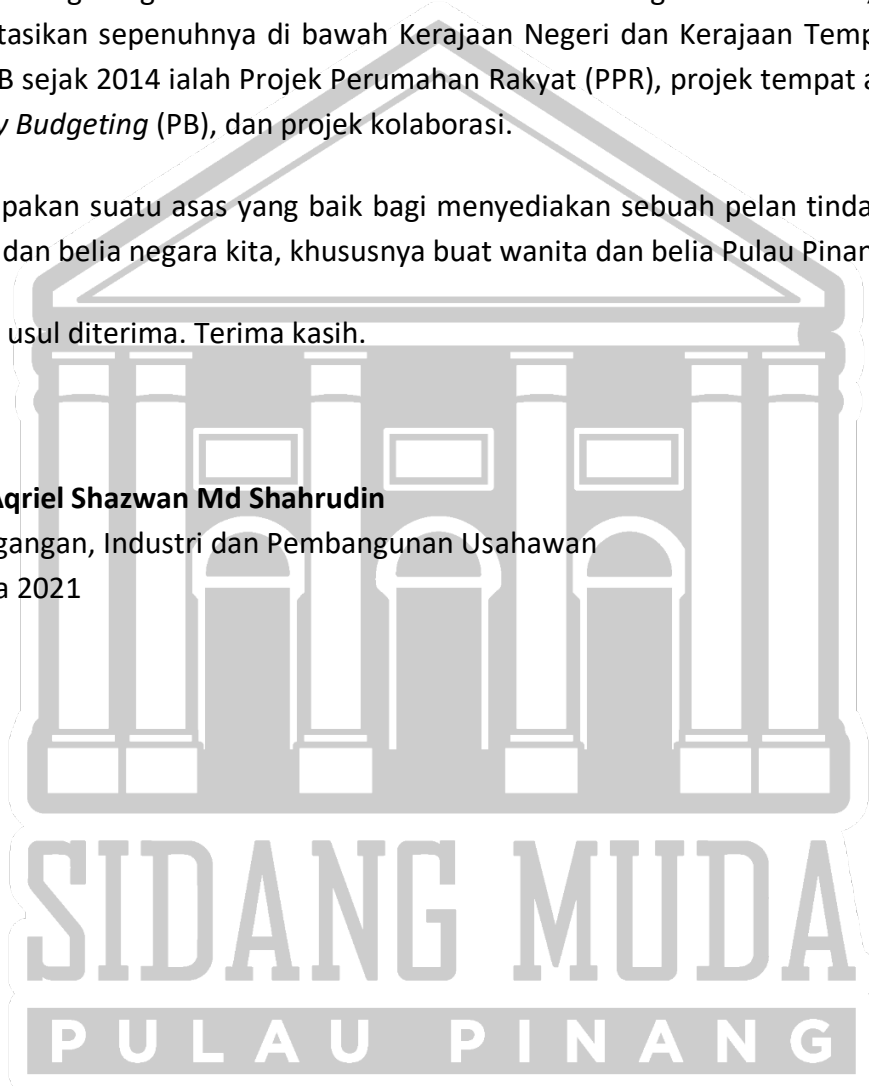 tasikan sepenuhnya di bawah Kerajaan Negeri dan Kerajaan Temp
B sejak 2014 ialah Projek Perumahan Rakyat (PPR), projek tempat a
y Budgeting (PB), dan projek kolaborasi.
pakan suatu asas yang baik bagi menyediakan sebuah pelan tinda
dan belia negara kita, khususnya buat wanita dan belia Pulau Pinan
usul diterima. Terima kasih.
Aqriel Shazwan Md Shahrudin
gangan, Industri dan Pembangunan Usahawan
a 2021
SIDANG MUDA
PULAU PINANG